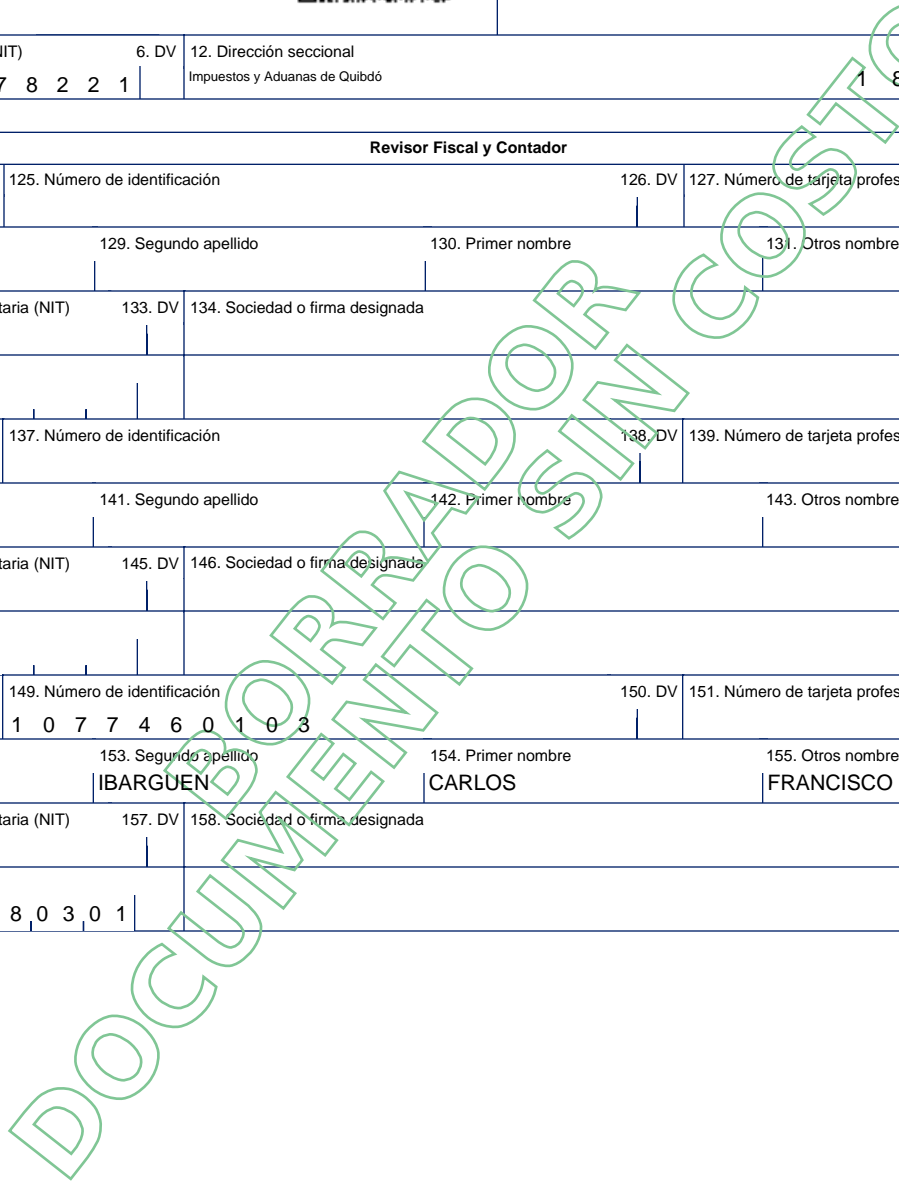 6. DV 12. Dirección seccional
8 2 2 1 Impuestos y Aduanas de Quibdó 1 8
Revisor Fiscal y Contador
125. Número de identificación 126. DV 127. Número de tarjeta profes
129. Segundo apellido 130. Primer nombre 131. Otros nombre
taria (NIT) 133. DV 134. Sociedad o firma designada
137. Número de identificación 138. DV 139. Número de tarjeta profes
141. Segundo apellido 142. Primer nombre 143. Otros nombre
taria (NIT) 145. DV 146. Sociedad o firma designada
149. Número de identificación 150. DV 151. Número de tarjeta profes
1 0 7 7 4 6 0 1 0 3
153. Segundo apellido 154. Primer nombre 155. Otros nombre
IBARGUEN CARLOS FRANCISCO
taria (NIT) 157. DV 158. Sociedad o firma designada
8 0 3 0 1
BORRADOR
DOCUMENTO SIN COSTO